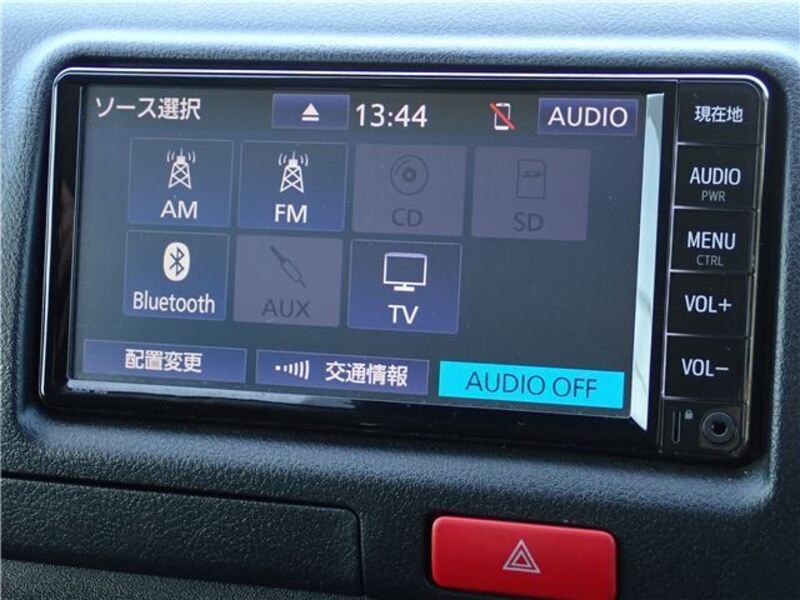 ソース選択 13:44 AUDIO
AM FM CD SD
Bluetooth AUX TV
配置変更 交通情報 AUDIO OFF
現在地
AUDIO
PWR
MENU
CTRL
VOL+
VOL−